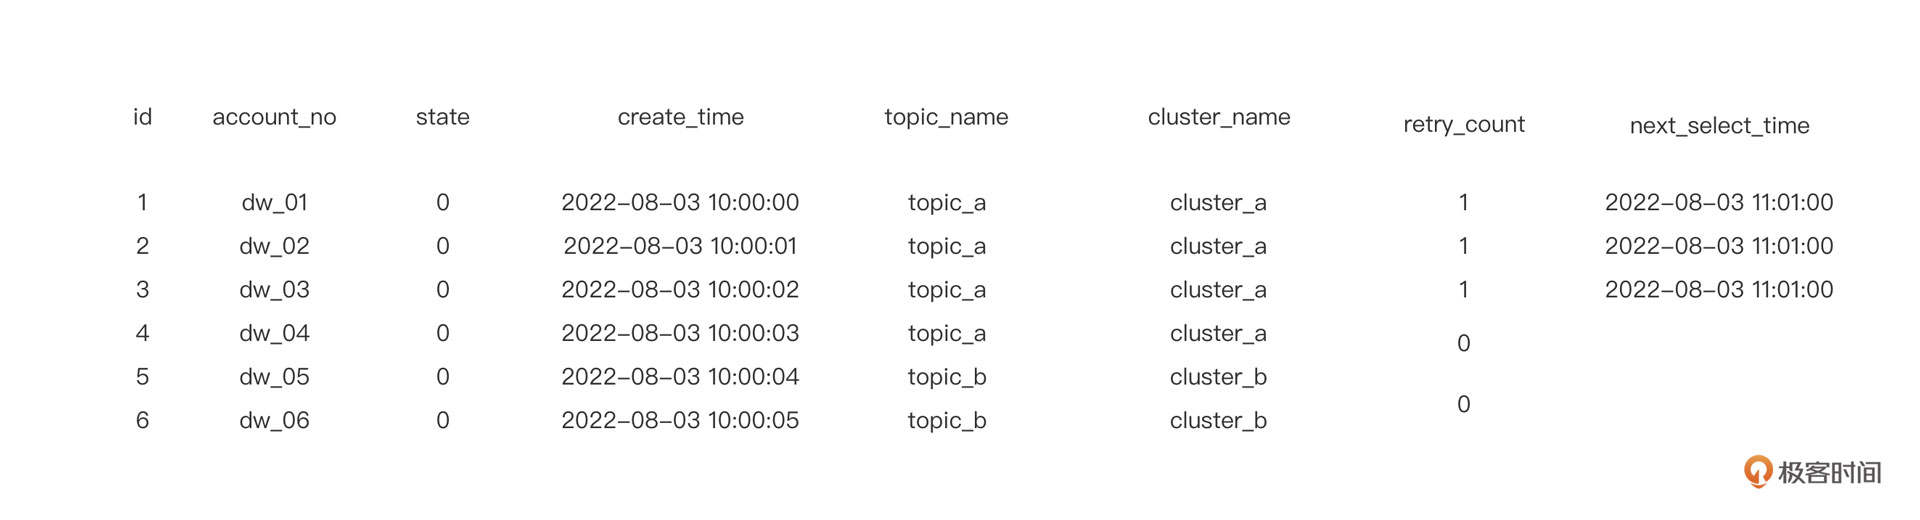 id account_no state create_time topic_name cluster_name retry_count next_select_time
1 dw_01 0 2022-08-03 10:00:00 topic_a cluster_a 1 2022-08-03 11:01:00
2 dw_02 0 2022-08-03 10:00:01 topic_a cluster_a 1 2022-08-03 11:01:00
3 dw_03 0 2022-08-03 10:00:02 topic_a cluster_a 1 2022-08-03 11:01:00
4 dw_04 0 2022-08-03 10:00:03 topic_a cluster_a 0
5 dw_05 0 2022-08-03 10:00:04 topic_b cluster_b
0
6 dw_06 0 2022-08-03 10:00:05 topic_b cluster_b
极客时间